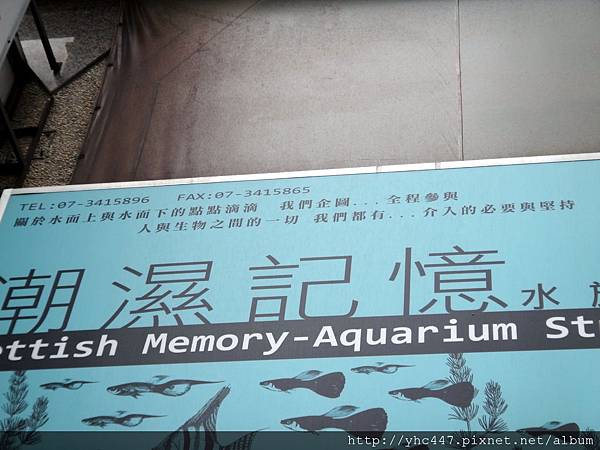 TEL:07-3415896 FAX:07-3415865
關於水面上與水面下的點點滴滴 我們企圖...全程參與
人與生物之間的一切 我們都有...介入的必要與堅持
潮濕記憶水族
ettish Memory-Aquarium St
http://yhc447.pixnet.net/album